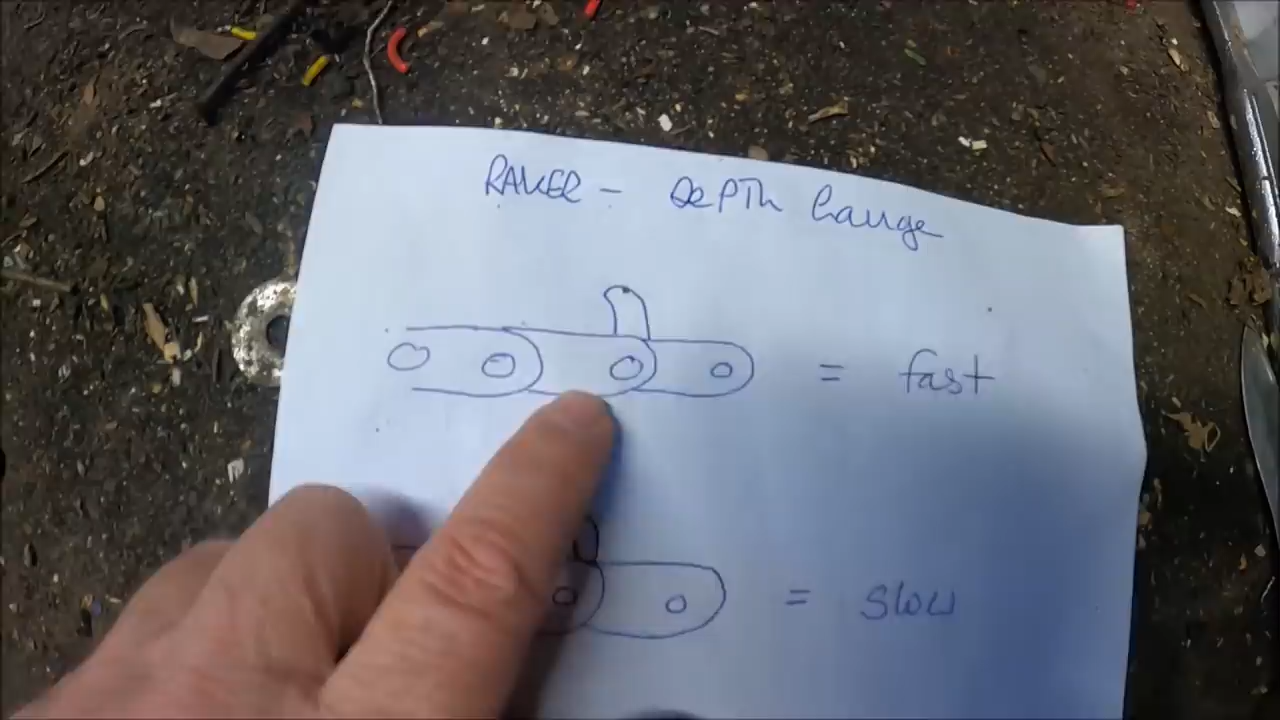 RAKER - DEPTH Gauge
= fast
= slow